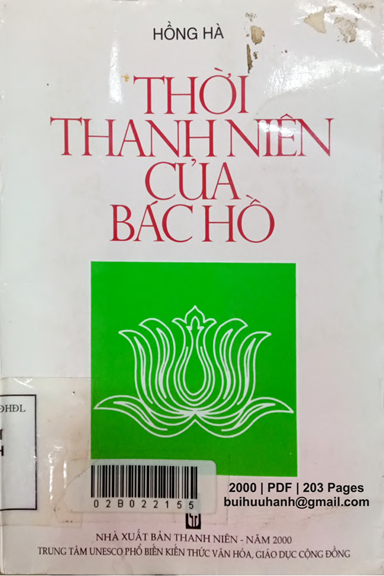 HỒNG HÀ
THỜI
THANH NIÊN
CỦA
BÁC HỒ
ĐHĐL
02B022155
2000 | PDF | 203 Pages
buihuuhanh@gmail.com
NHÀ XUẤT BẢN THANH NIÊN - NĂM 2000
TRUNG TÂM UNESCO PHỔ BIẾN KIẾN THỨC VĂN HÓA, GIÁO DỤC CỘNG ĐỒNG